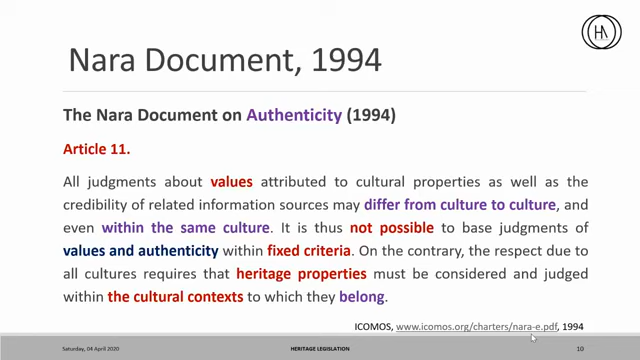 Nara Document, 1994
The Nara Document on Authenticity (1994)
Article 11.
All judgments about values attributed to cultural properties as well as the
credibility of related information sources may differ from culture to culture, and
even within the same culture. It is thus not possible to base judgments of
values and authenticity within fixed criteria. On the contrary, the respect due to
all cultures requires that heritage properties must be considered and judged
within the cultural contexts to which they belong.
ICOMOS, www.icomos.org/charters/nara-e.pdf, 1994
Saturday, 04 April 2020
HERITAGE LEGISLATION
10